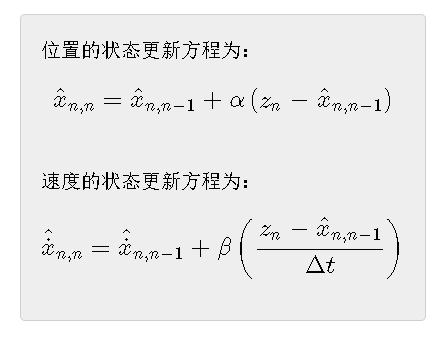 位置的状态更新方程为：
$\hat{x}_{n,n} = \hat{x}_{n,n-1} + \alpha \left( z_n - \hat{x}_{n,n-1} \right)$
速度的状态更新方程为：
$\hat{\dot{x}}_{n,n} = \hat{\dot{x}}_{n,n-1} + \beta \left( \frac{z_n - \hat{x}_{n,n-1}}{\Delta t} \right)$